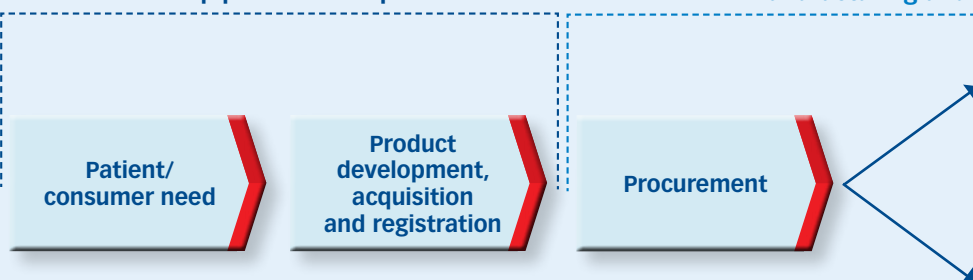 Patient/
consumer need
Product
development,
acquisition
and registration
Procurement